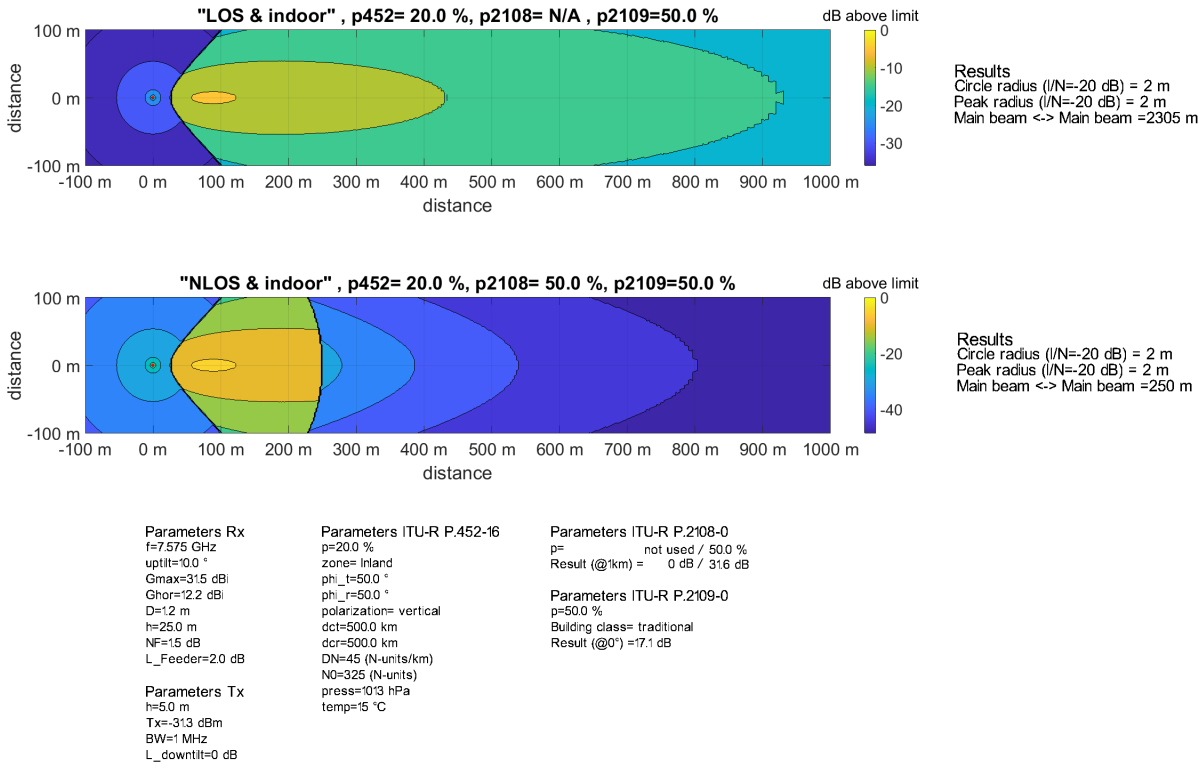 "LOS & indoor" , p452= 20.0 %, p2108= N/A , p2109=50.0 %
dB above limit
100 m
0 m
-100 m
distance
-100 m 0 m 100 m 200 m 300 m 400 m 500 m 600 m 700 m 800 m 900 m 1000 m
distance
0
-10
-20
-30
Results
Circle radius (I/N=-20 dB) = 2 m
Peak radius (I/N=-20 dB) = 2 m
Main beam <-> Main beam =2305 m
"NLOS & indoor" , p452= 20.0 %, p2108= 50.0 %, p2109=50.0 %
dB above limit
100 m
0 m
-100 m
distance
-100 m 0 m 100 m 200 m 300 m 400 m 500 m 600 m 700 m 800 m 900 m 1000 m
distance
0
-20
-40
Results
Circle radius (I/N=-20 dB) = 2 m
Peak radius (I/N=-20 dB) = 2 m
Main beam <-> Main beam =250 m
Parameters Rx
f=7.575 GHz
uptilt=10.0 °
Gmax=31.5 dBi
Ghor=12.2 dBi
D=1.2 m
h=25.0 m
NF=1.5 dB
L_Feeder=2.0 dB
Parameters Tx
h=5.0 m
Tx=-31.3 dBm
BW=1 MHz
L_downtilt=0 dB
Parameters ITU-R P.452-16
p=20.0 %
zone= Inland
phi_t=50.0 °
phi_r=50.0 °
polarization= vertical
dct=500.0 km
dcr=500.0 km
DN=45 (N-units/km)
N0=325 (N-units)
press=1013 hPa
temp=15 °C
Parameters ITU-R P.2108-0
p= not used / 50.0 %
Result (@1km) = 0 dB / 31.6 dB
Parameters ITU-R P.2109-0
p=50.0 %
Building class= traditional
Result (@0°) =17.1 dB